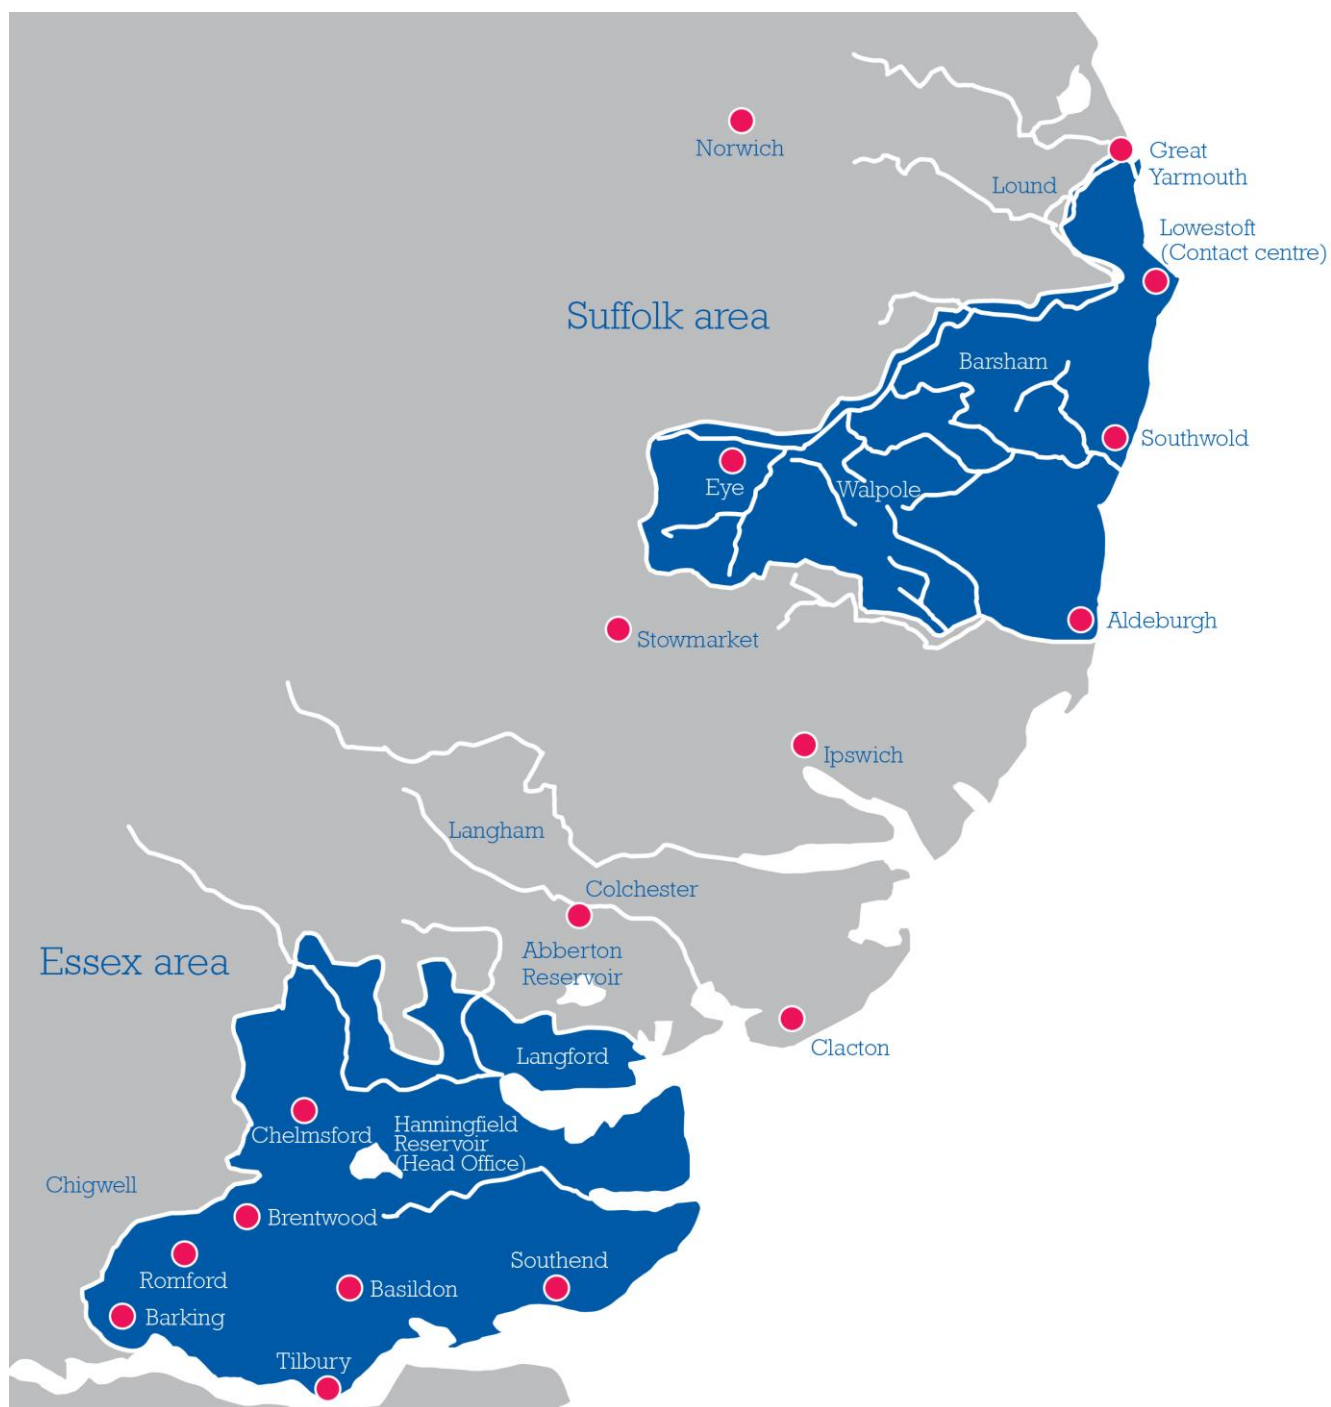 Norwich
Great
Yarmouth
Lound
Lowestoft
(Contact centre)
Suffolk area
Barsham
Southwold
Eye
Walpole
Aldeburgh
Stowmarket
Ipswich
Langham
Colchester
Abberton
Reservoir
Essex area
Clacton
Langford
Hanningfield
Reservoir
(Head Office)
Chelmsford
Chigwell
Brentwood
Southend
Romford
Basildon
Barking
Tilbury